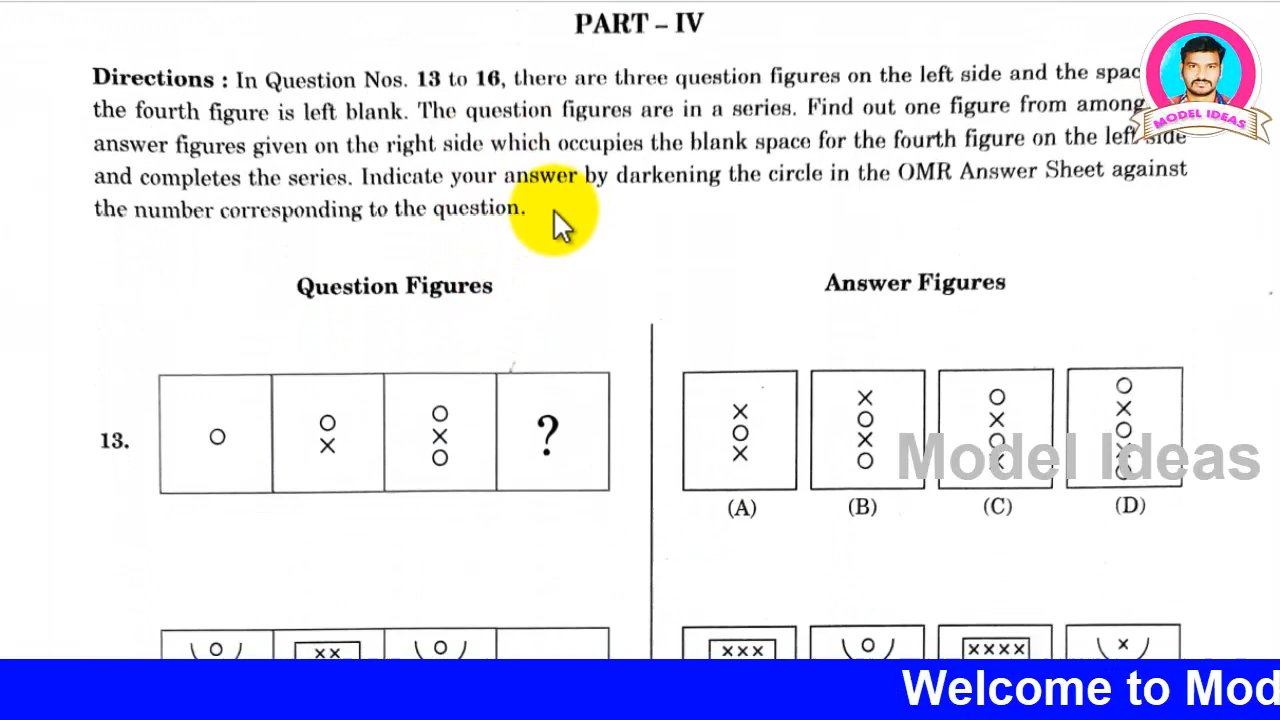 PART – IV
MODEL IDEAS
Directions : In Question Nos. 13 to 16, there are three question figures on the left side and the spac
the fourth figure is left blank. The question figures are in a series. Find out one figure from among
answer figures given on the right side which occupies the blank space for the fourth figure on the left side
and completes the series. Indicate your answer by darkening the circle in the OMR Answer Sheet against
the number corresponding to the question.
Question Figures Answer Figures
13. ?
Model Ideas
(A) (B) (C) (D)
Welcome to Mod